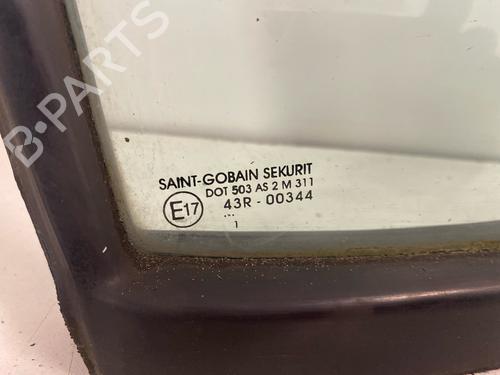 B-PARTS
SAINT-GOBAIN SEKURIT
DOT 503 AS 2 M 311
E17 43R - 00344
...
1